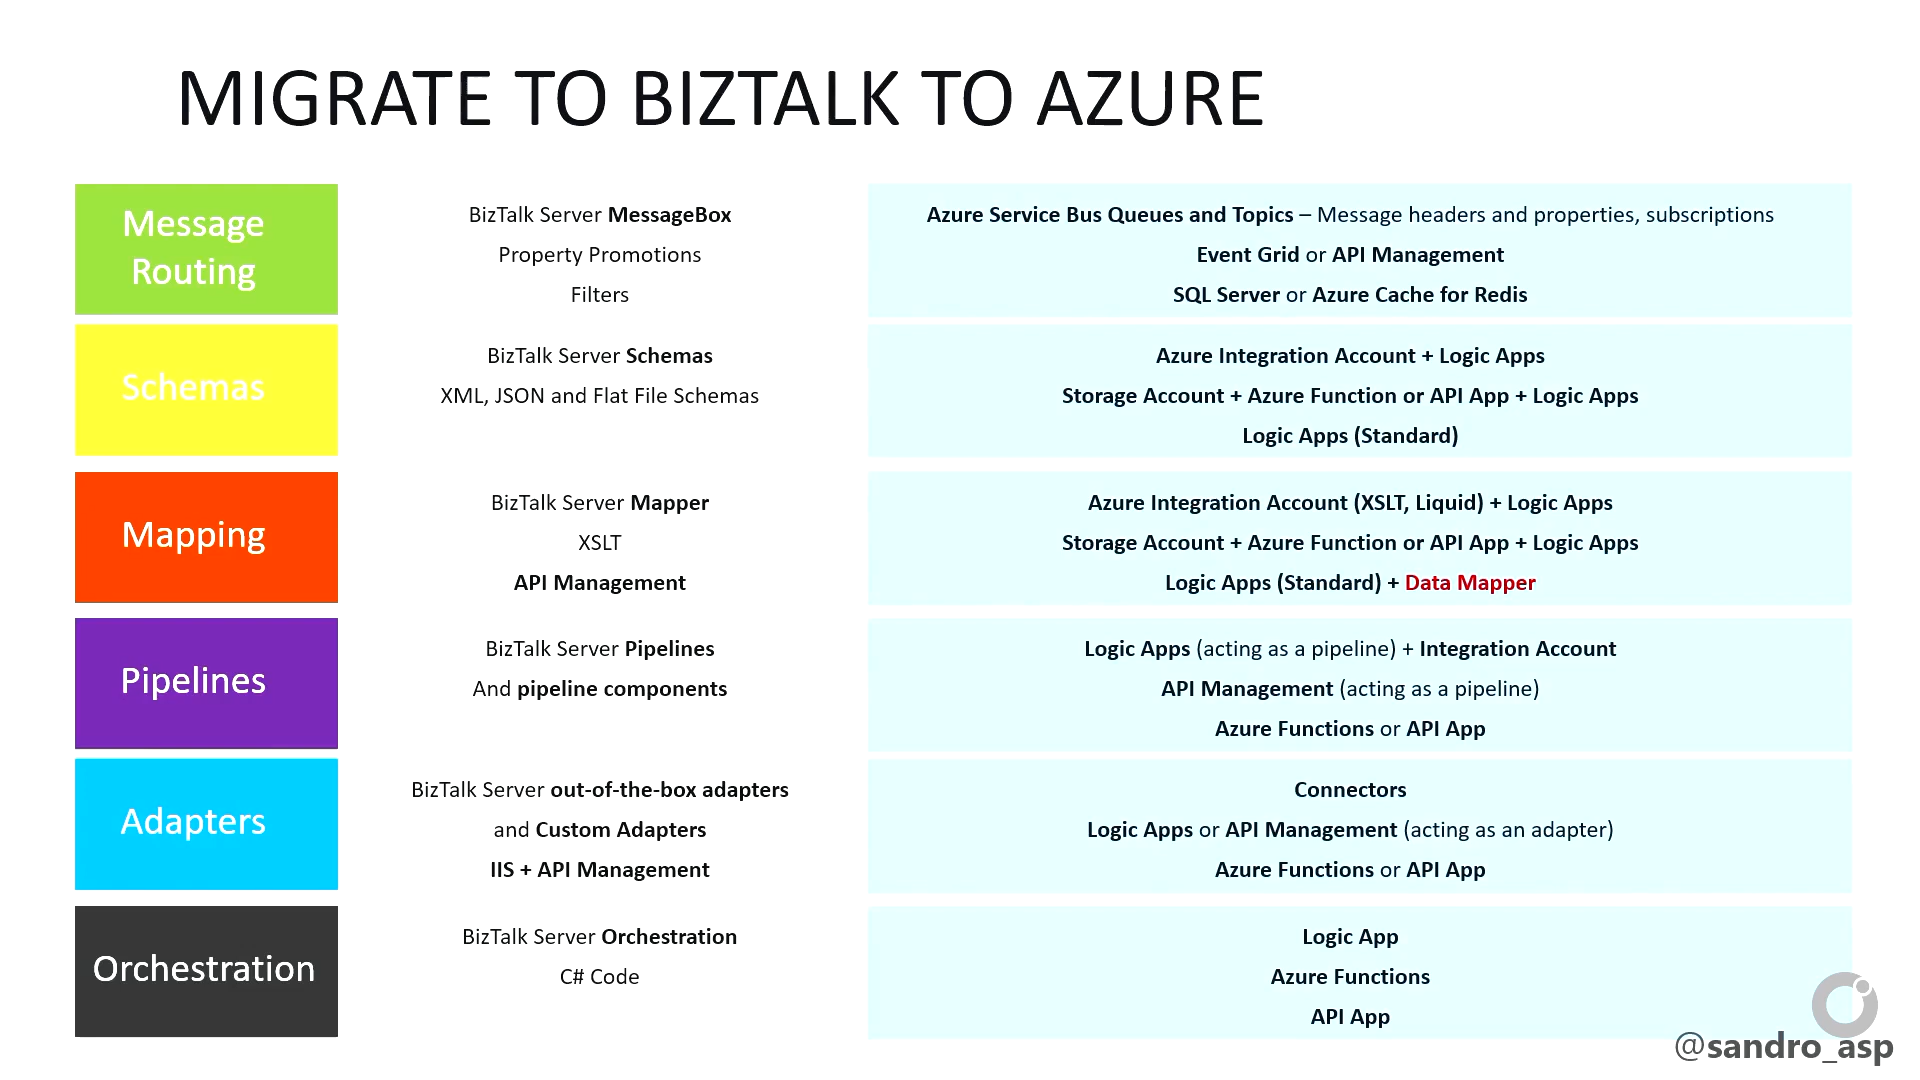 MIGRATE TO BIZTALK TO AZURE
Message
Routing
BizTalk Server MessageBox
Property Promotions
Filters
Azure Service Bus Queues and Topics – Message headers and properties, subscriptions
Event Grid or API Management
SQL Server or Azure Cache for Redis
Schemas
BizTalk Server Schemas
XML, JSON and Flat File Schemas
Azure Integration Account + Logic Apps
Storage Account + Azure Function or API App + Logic Apps
Logic Apps (Standard)
Mapping
BizTalk Server Mapper
XSLT
API Management
Azure Integration Account (XSLT, Liquid) + Logic Apps
Storage Account + Azure Function or API App + Logic Apps
Logic Apps (Standard) + Data Mapper
Pipelines
BizTalk Server Pipelines
And pipeline components
Logic Apps (acting as a pipeline) + Integration Account
API Management (acting as a pipeline)
Azure Functions or API App
Adapters
BizTalk Server out-of-the-box adapters
and Custom Adapters
IIS + API Management
Connectors
Logic Apps or API Management (acting as an adapter)
Azure Functions or API App
Orchestration
BizTalk Server Orchestration
C# Code
Logic App
Azure Functions
API App
@sandro_asp